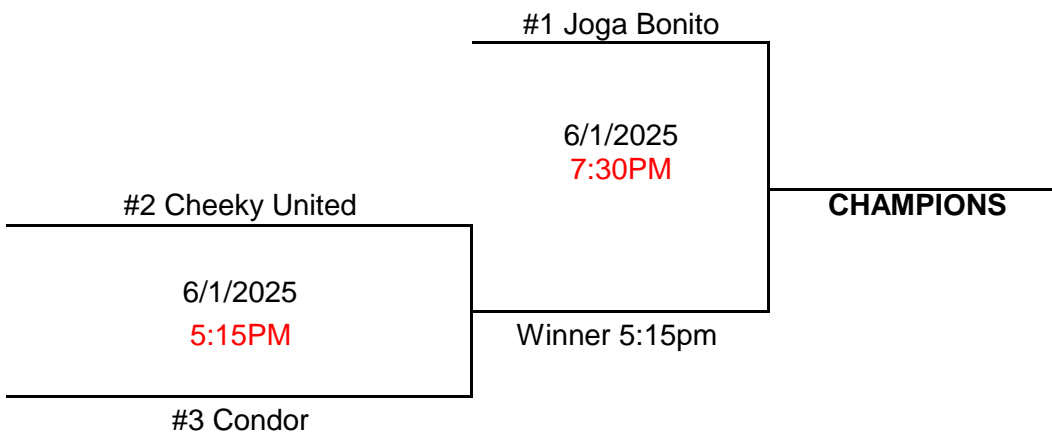 #1 Joga Bonito
6/1/2025
7:30PM
#2 Cheeky United
CHAMPIONS
6/1/2025
5:15PM
Winner 5:15pm
#3 Condor